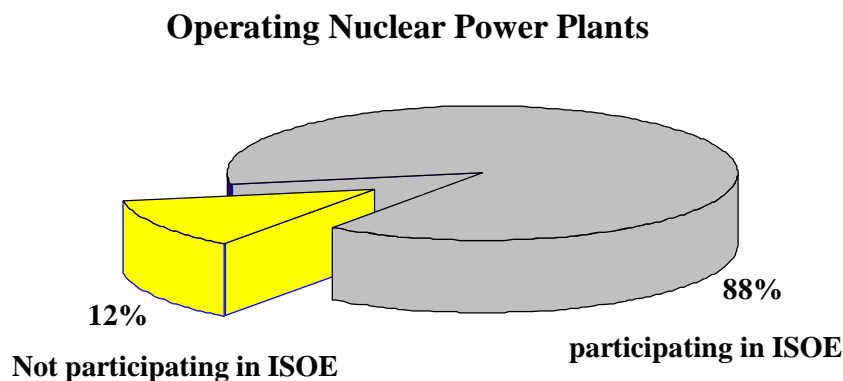 Operating Nuclear Power Plants
88%
12%
participating in ISOE
Not participating in ISOE